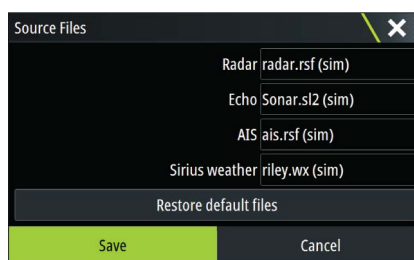 Source Files
Radar radar.rsf (sim)
Echo Sonar.sl2 (sim)
AIS ais.rsf (sim)
Sirius weather riley.wx (sim)
Restore default files
Save Cancel